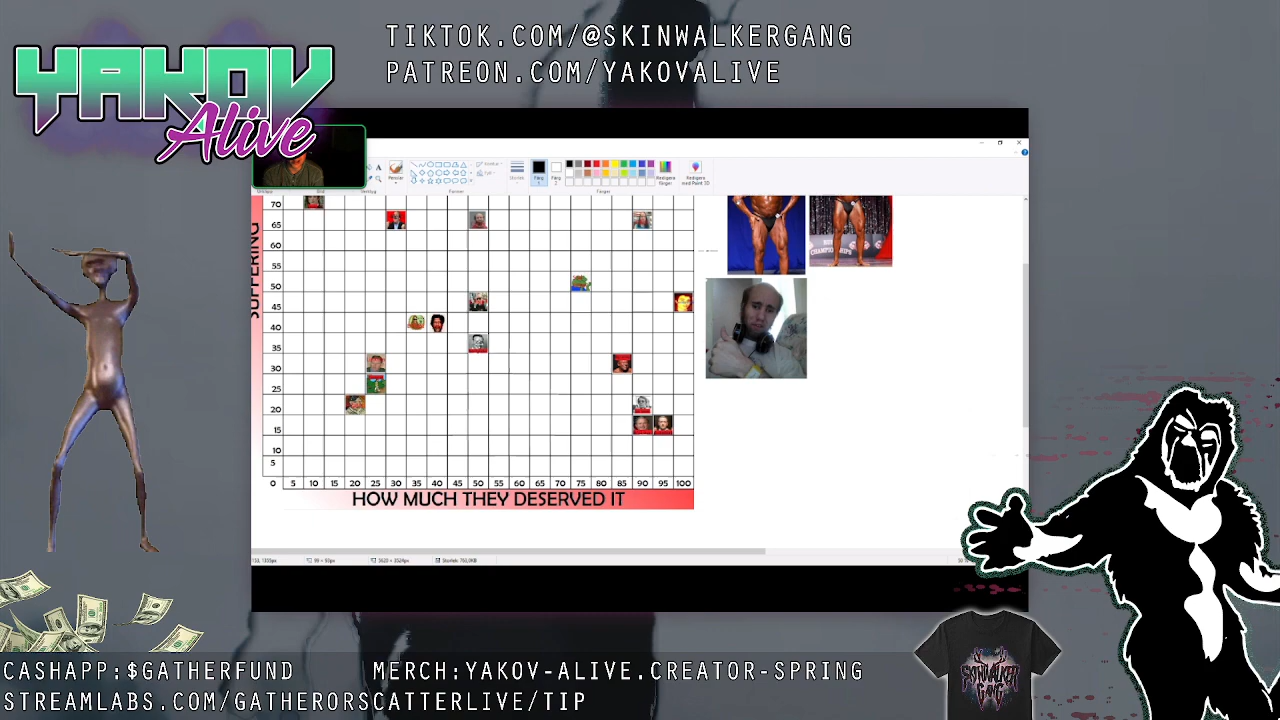 TIKTOK.COM/@SKINWALKERGANG
PATREON.COM/YAKOVALIVE
YAKOV
Alive
SUFFERING
70
65
60
55
50
45
40
35
30
25
20
15
10
5
0 5 10 15 20 25 30 35 40 45 50 55 60 65 70 75 80 85 90 95 100
HOW MUCH THEY DESERVED IT
CHAMPIONSHIPS
CASHAPP:$GATHERFUND MERCH:YAKOV-ALIVE.CREATOR-SPRING
STREAMLABS.COM/GATHERORSCATTERLIVE/TIP
SKINWALKER
GANG